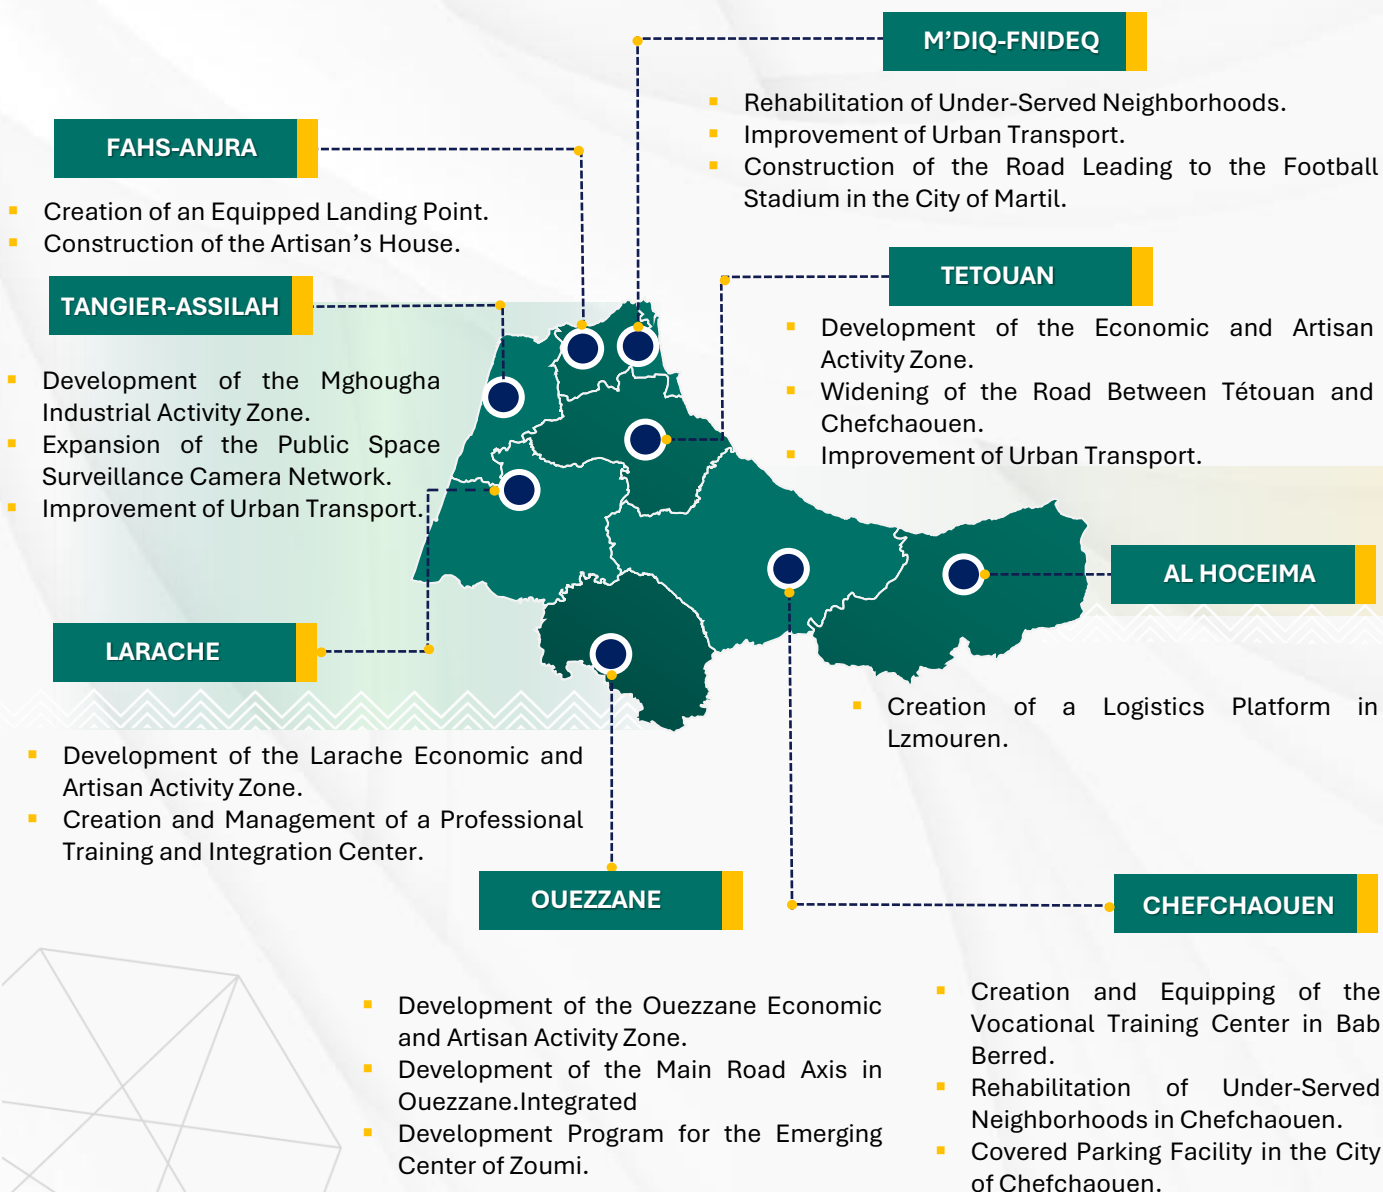 M'DIQ-FNIDEQ
Rehabilitation of Under-Served Neighborhoods.
Improvement of Urban Transport.
Construction of the Road Leading to the Football
Stadium in the City of Martil.
FAHS-ANJRA
Creation of an Equipped Landing Point.
Construction of the Artisan's House.
TANGIER-ASSILAH
Development of the Mghougha
Industrial Activity Zone.
Expansion of the Public Space
Surveillance Camera Network.
Improvement of Urban Transport.
TETOUAN
Development of the Economic and Artisan
Activity Zone.
Widening of the Road Between Tétouan and
Chefchaouen.
Improvement of Urban Transport.
AL HOCEIMA
Creation of a Logistics Platform in
Lzmouren.
LARACHE
Development of the Larache Economic and
Artisan Activity Zone.
Creation and Management of a Professional
Training and Integration Center.
OUEZZANE
Development of the Ouezzane Economic
and Artisan Activity Zone.
Development of the Main Road Axis in
Ouezzane.Integrated
Development Program for the Emerging
Center of Zoumi.
CHEFCHAOUEN
Creation and Equipping of the
Vocational Training Center in Bab
Berred.
Rehabilitation of Under-Served
Neighborhoods in Chefchaouen.
Covered Parking Facility in the City
of Chefchaouen.